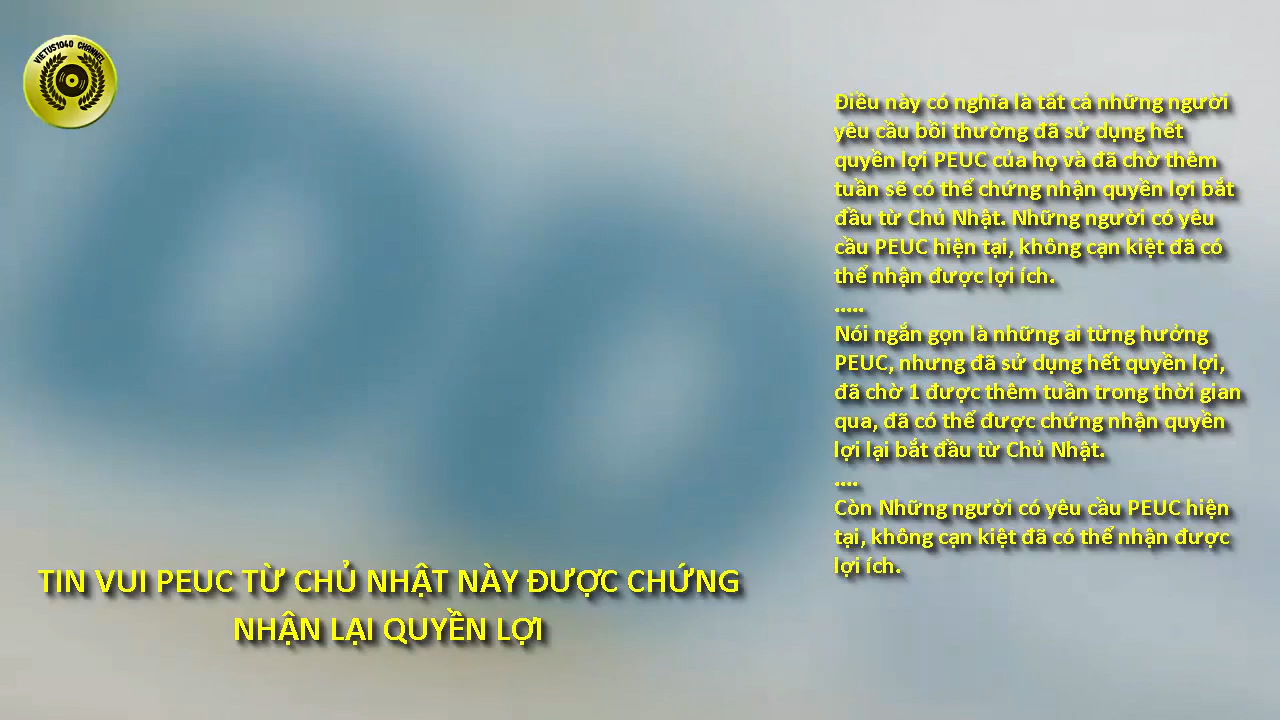 VIETUS1040 CHANNEL
Điều này có nghĩa là tất cả những người
yêu cầu bồi thường đã sử dụng hết
quyền lợi PEUC của họ và đã chờ thêm
tuần sẽ có thể chứng nhận quyền lợi bắt
đầu từ Chủ Nhật. Những người có yêu
cầu PEUC hiện tại, không cạn kiệt đã có
thể nhận được lợi ích.
.....
Nói ngắn gọn là những ai từng hưởng
PEUC, nhưng đã sử dụng hết quyền lợi,
đã chờ 1 được thêm tuần trong thời gian
qua, đã có thể được chứng nhận quyền
lợi lại bắt đầu từ Chủ Nhật.
....
Còn Những người có yêu cầu PEUC hiện
tại, không cạn kiệt đã có thể nhận được
lợi ích.
TIN VUI PEUC TỪ CHỦ NHẬT NÀY ĐƯỢC CHỨNG
NHẬN LẠI QUYỀN LỢI